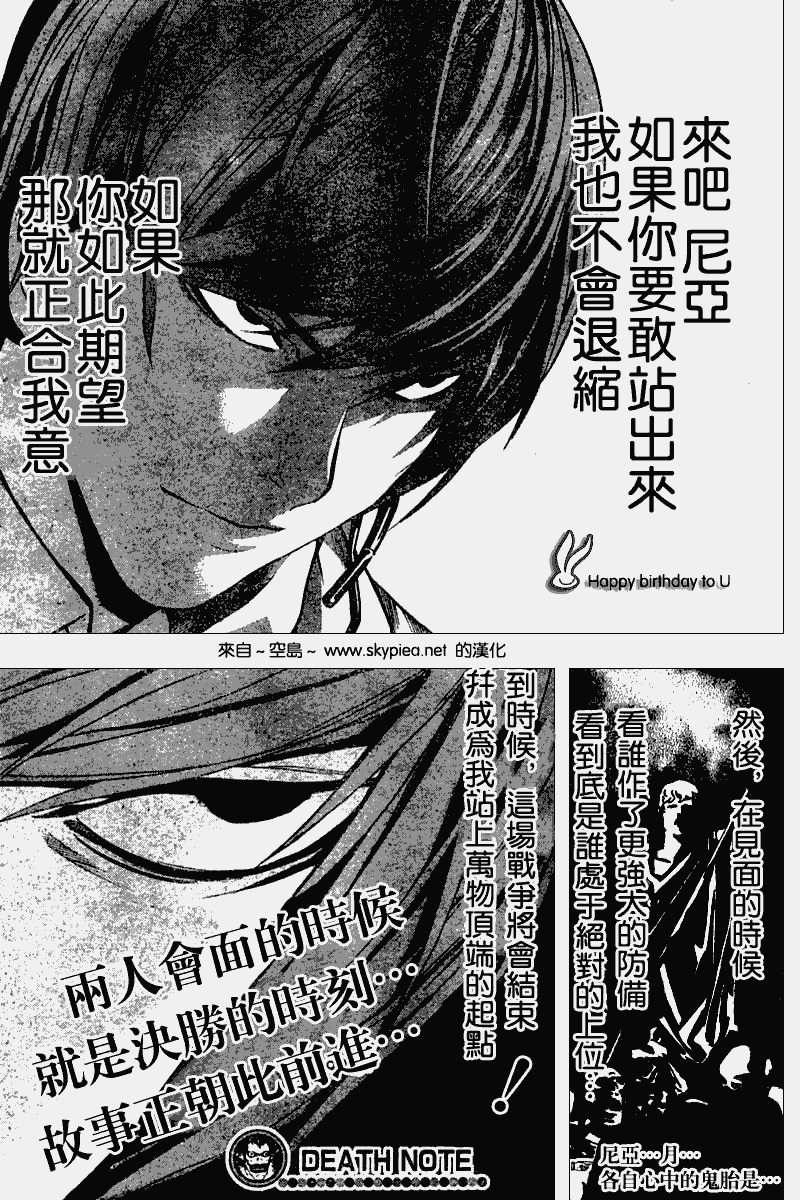 來吧 尼亞
如果你要敢站出來
我也不會退縮
如果
你如此期望
那就正合我意
Happy birthday to U
來自～空島～ www.skypiea.net 的漢化
然後，在見面的時候
看誰作了更強大的防備
看到底是誰處于絕對的上位…
尼亞…月…
各自心中的鬼胎是…
到時候，這場戰爭將會結束
并成為我站上萬物頂端的起點
！
兩人會面的時候
就是決勝的時刻…
故事正朝此前進…
DEATH NOTE